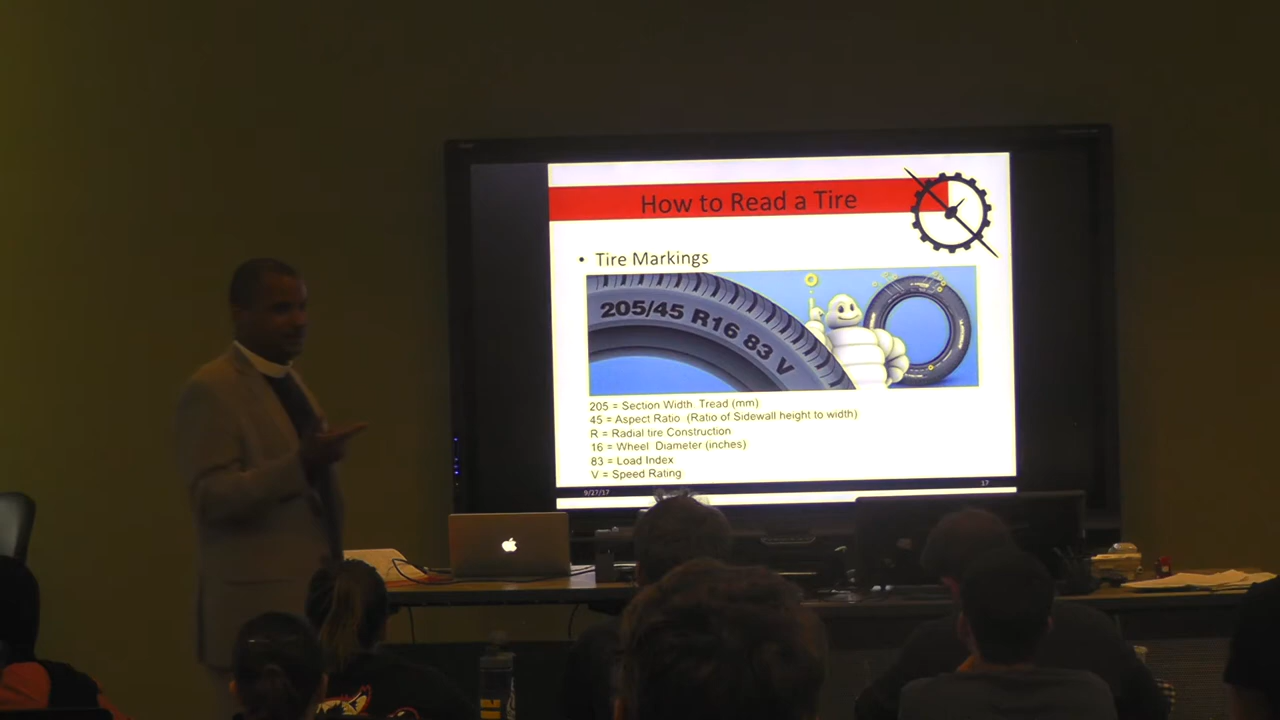 How to Read a Tire
• Tire Markings
205/45 R16 83 V
205 = Section Width Tread (mm)
45 = Aspect Ratio (Ratio of Sidewall height to width)
R = Radial tire Construction
16 = Wheel Diameter (inches)
83 = Load Index
V = Speed Rating
9/27/17
17